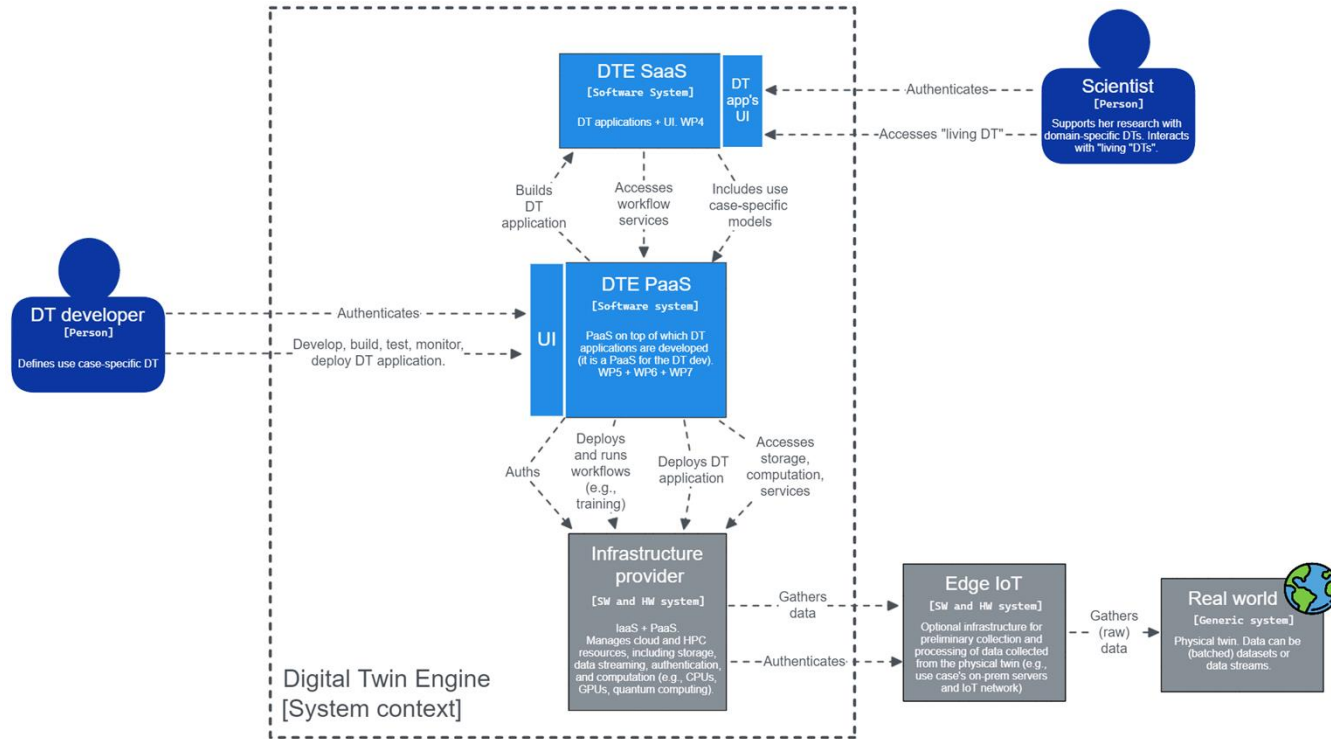 DTE SaaS
[Software System]
DT applications + UI. WP4
DT
app's
UI
Authenticates
Accesses "living DT"
Scientist
[Person]
Supports her research with
domain-specific DTs. Interacts
with "living "DTs".
Builds
DT
application
Accesses
workflow
services
Includes use
case-specific
models
DT developer
[Person]
Defines use case-specific DT
Authenticates
Develop, build, test, monitor,
deploy DT application.
UI
DTE PaaS
[Software system]
PaaS on top of which DT
applications are developed
(it is a PaaS for the DT dev).
WP5 + WP6 + WP7
Auths
Deploys
and runs
workflows
(e.g.,
training)
Deploys DT
application
Accesses
storage,
computation,
services
Infrastructure
provider
[SW and HW system]
IaaS + PaaS.
Manages cloud and HPC
resources, including storage,
data streaming, authentication,
and computation (e.g., CPUs,
GPUs, quantum computing).
Gathers
data
Authenticates
Edge IoT
[SW and HW system]
Optional infrastructure for
preliminary collection and
processing of data collected
from the physical twin (e.g.,
use case's on-prem servers
and IoT network)
Gathers
(raw)
data
Real world
[Generic system]
Physical twin. Data can be
(batched) datasets or
data streams.
Digital Twin Engine
[System context]